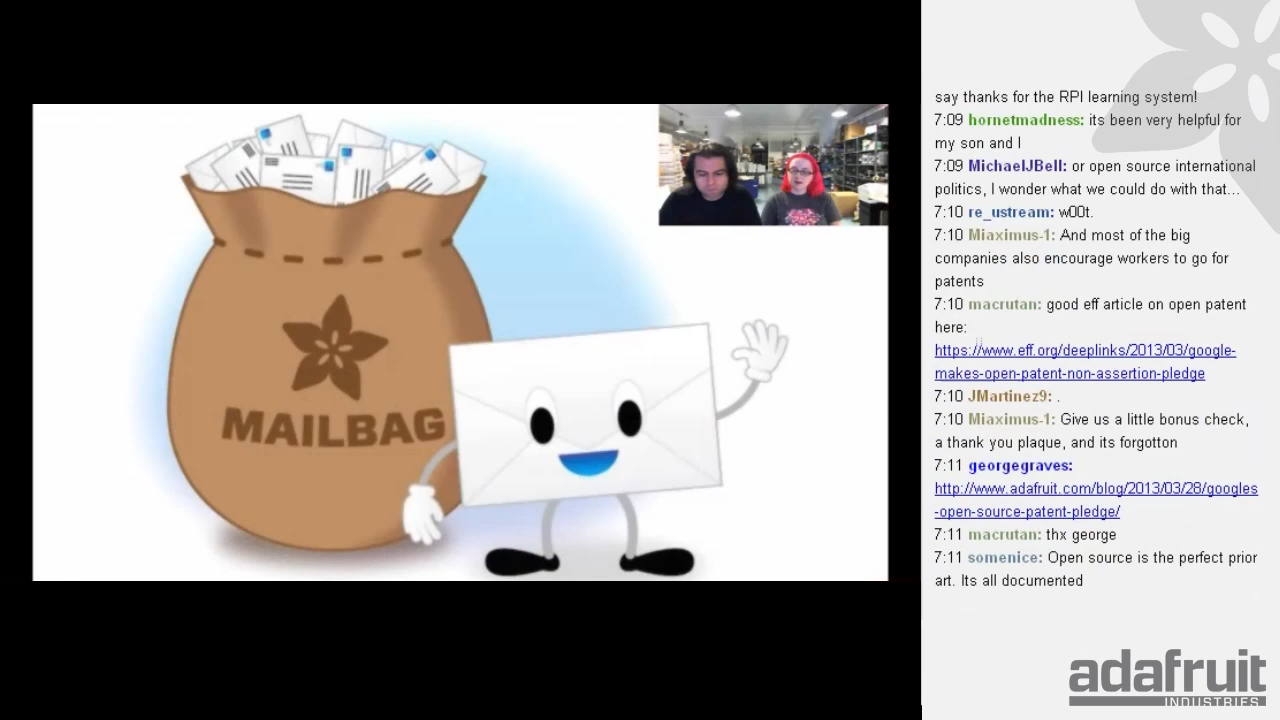 MAILBAG
say thanks for the RPI learning system!
7:09 hornetmadness: its been very helpful for
my son and I
7:09 MichaelJBell: or open source international
politics, I wonder what we could do with that...
7:10 re_ustream: w00t.
7:10 Miaximus-1: And most of the big
companies also encourage workers to go for
patents
7:10 macrutan: good eff article on open patent
here:
https://www.eff.org/deeplinks/2013/03/google-
makes-open-patent-non-assertion-pledge
7:10 JMartinez9: .
7:10 Miaximus-1: Give us a little bonus check,
a thank you plaque, and its forgotton
7:11 georgegraves:
http://www.adafruit.com/blog/2013/03/28/googles
-open-source-patent-pledge/
7:11 macrutan: thx george
7:11 somenice: Open source is the perfect prior
art. Its all documented
adafruit
INDUSTRIES